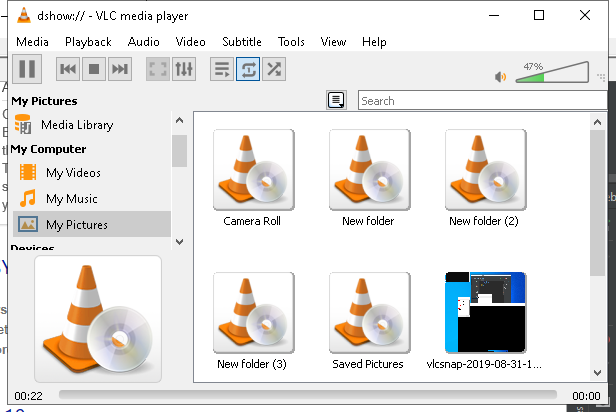 dshow:// - VLC media player
Media Playback Audio Video Subtitle Tools View Help
47%
My Pictures
Search
Media Library
My Computer
My Videos
My Music
My Pictures
Devices
Camera Roll
New folder
New folder (2)
New folder (3)
Saved Pictures
vlcsnap-2019-08-31-1...
00:22
00:00